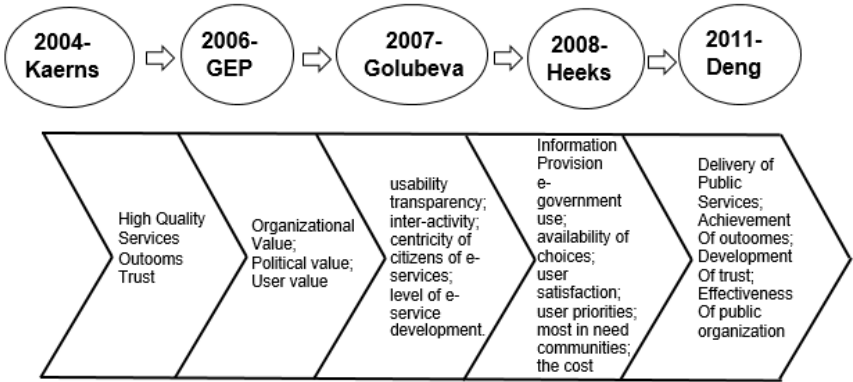 2004-
Kaerns
2006-
GEP
2007-
Golubeva
2008-
Heeks
2011-
Deng
High Quality
Services
Outooms
Trust
Organizational
Value;
Political value;
User value
usability
transparency;
inter-activity;
centricity of
citizens of e-
services;
level of e-
service
development.
Information
Provision
e-
government
use;
availability of
choices;
user
satisfaction;
user priorities;
most in need
communities;
the cost
Delivery of
Public
Services;
Achievement
Of outoomes;
Development
Of trust;
Effectiveness
Of public
organization